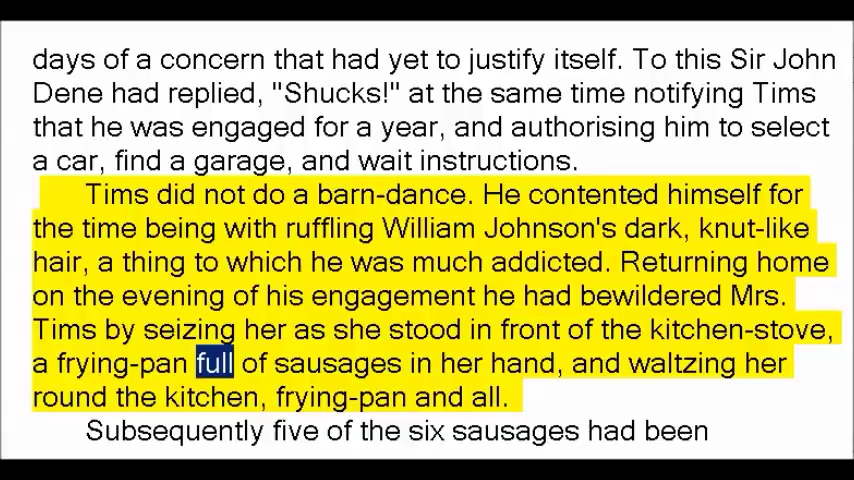 days of a concern that had yet to justify itself. To this Sir John
Dene had replied, "Shucks!" at the same time notifying Tims
that he was engaged for a year, and authorising him to select
a car, find a garage, and wait instructions.
Tims did not do a barn-dance. He contented himself for
the time being with ruffling William Johnson's dark, knut-like
hair, a thing to which he was much addicted. Returning home
on the evening of his engagement he had bewildered Mrs.
Tims by seizing her as she stood in front of the kitchen-stove,
a frying-pan full of sausages in her hand, and waltzing her
round the kitchen, frying-pan and all.
Subsequently five of the six sausages had been